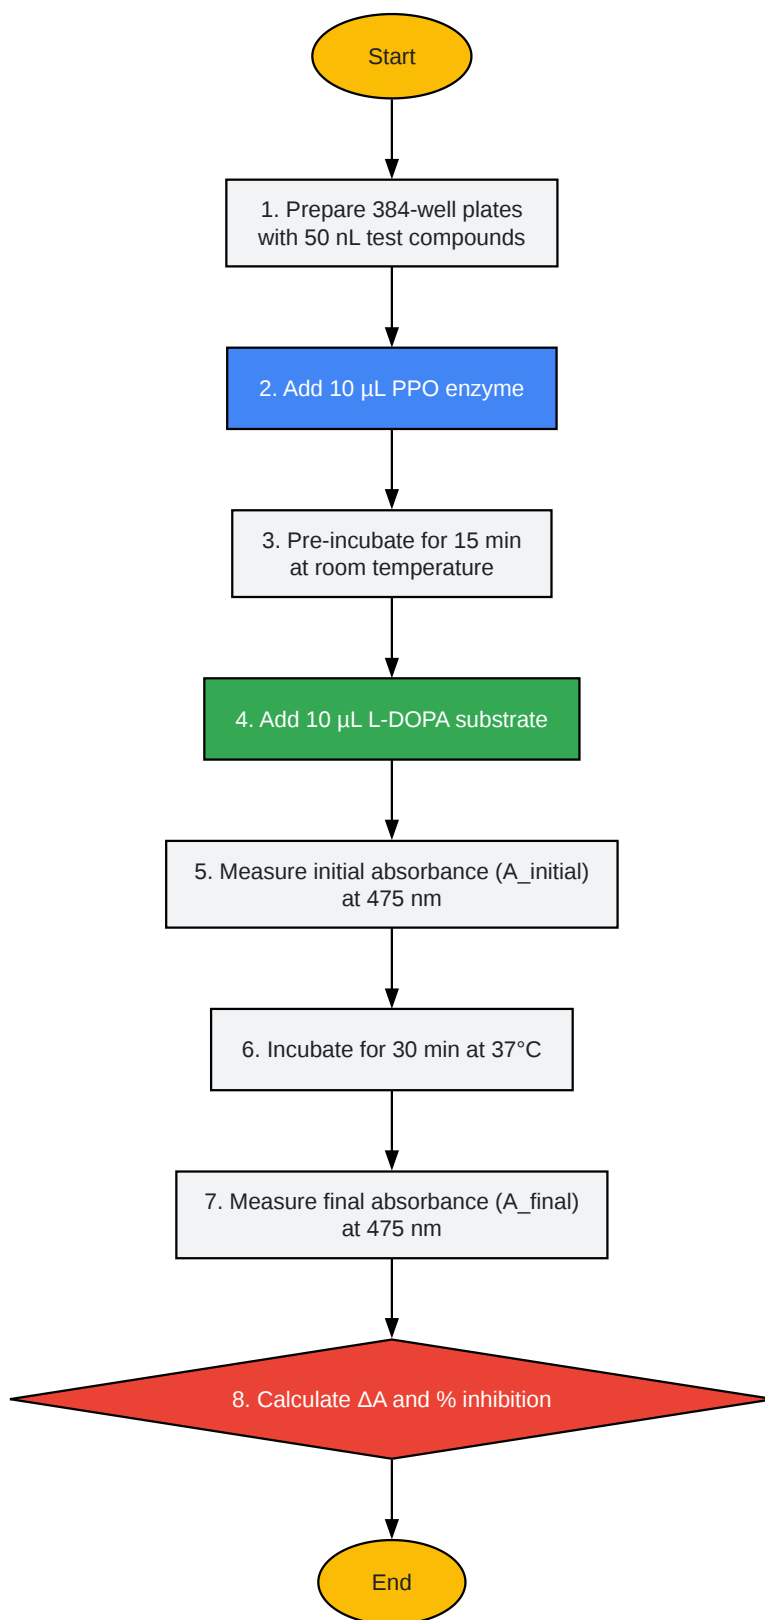 Start
1. Prepare 384-well plates
with 50 nL test compounds
2. Add 10 µL PPO enzyme
3. Pre-incubate for 15 min
at room temperature
4. Add 10 µL L-DOPA substrate
5. Measure initial absorbance (A_initial)
at 475 nm
6. Incubate for 30 min at 37°C
7. Measure final absorbance (A_final)
at 475 nm
8. Calculate ΔA and % inhibition
End